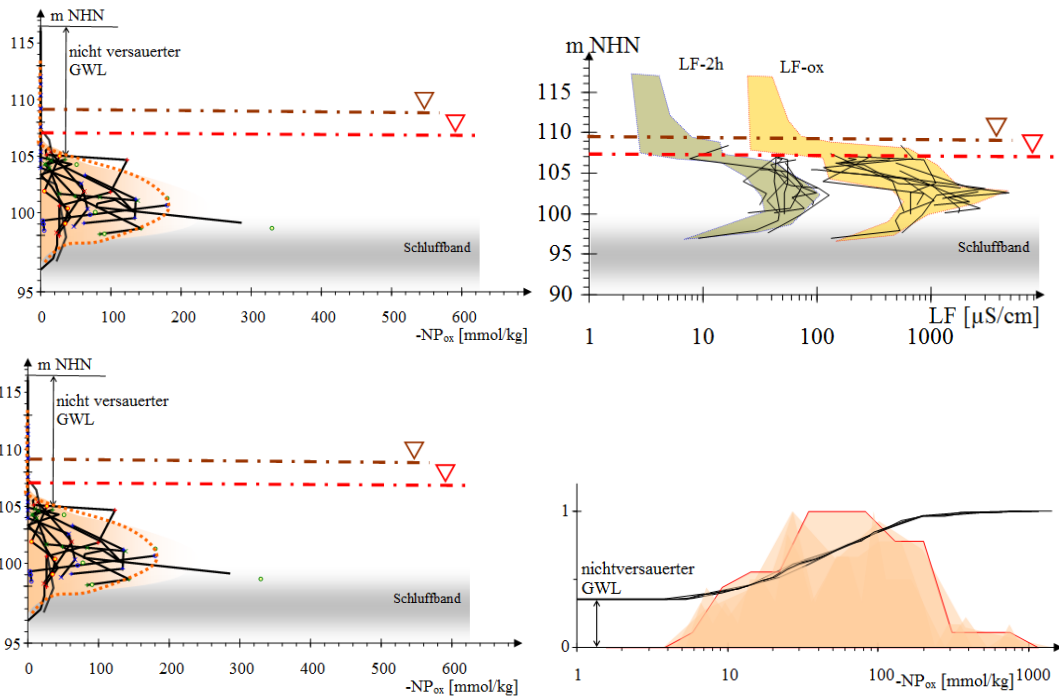 m NHN
nicht versauerter
GWL
115
110
105
100
95
Schluffband
0 100 200 300 400 500 600
-NPox [mmol/kg]
m NHN
LF-2h LF-ox
115
110
105
100
95
90
Schluffband
LF [µS/cm]
1 10 100 1000
m NHN
nicht versauerter
GWL
115
110
105
100
95
Schluffband
0 100 200 300 400 500 600
-NPox [mmol/kg]
1
nichtversauerter
GWL
0
1 10 100 1000
-NPox [mmol/kg]